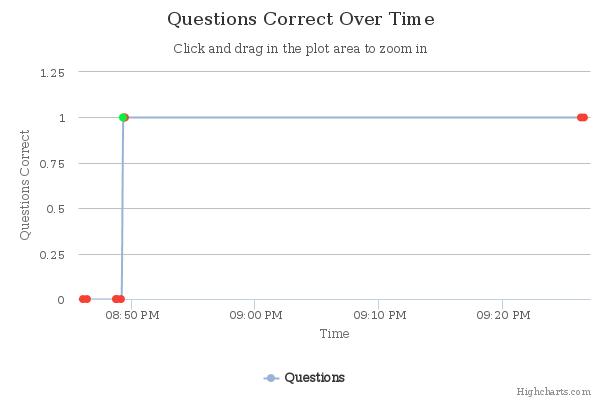 Questions Correct Over Time
Click and drag in the plot area to zoom in
Questions Correct
1.25
1
0.75
0.5
0.25
0
08:50 PM 09:00 PM 09:10 PM 09:20 PM
Time
Questions
Highcharts.com